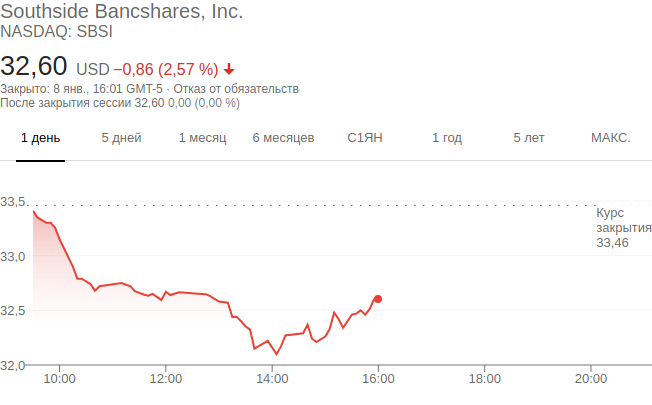 Southside Bancshares, Inc.
NASDAQ: SBSI
32,60 USD −0,86 (2,57 %)
Закрыто: 8 янв., 16:01 GMT-5 · Отказ от обязательств
После закрытия сессии 32,60 0,00 (0,00 %)
1 день 5 дней 1 месяц 6 месяцев С1ЯН 1 год 5 лет МАКС.
33,5
Курс
закрытия
33,46
33,0
32,5
32,0
10:00 12:00 14:00 16:00 18:00 20:00